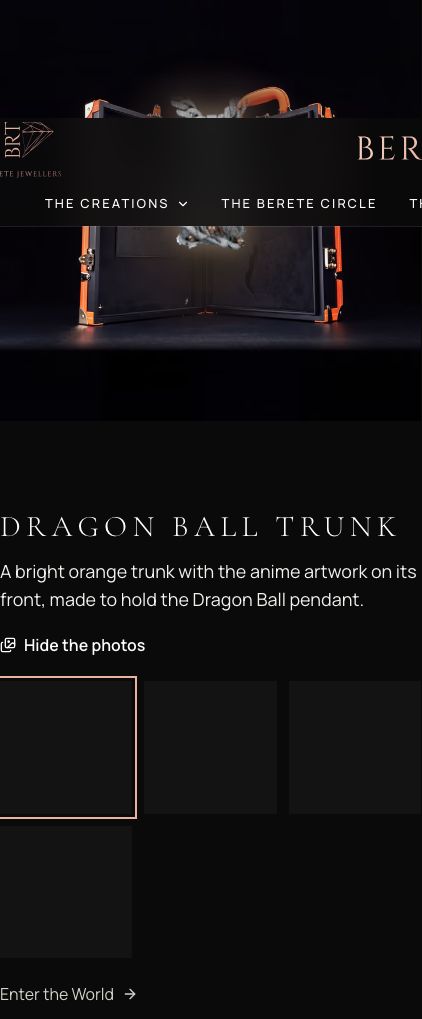 BRT
ETE JEWELLERS
BER
THE CREATIONS
THE BERETE CIRCLE
DRAGON BALL TRUNK
A bright orange trunk with the anime artwork on its
front, made to hold the Dragon Ball pendant.
Hide the photos
Enter the World